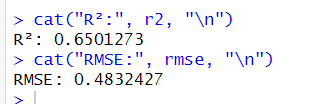 > cat("R²:", r2, "\n")
R²: 0.6501273
> cat("RMSE:", rmse, "\n")
RMSE: 0.4832427
>